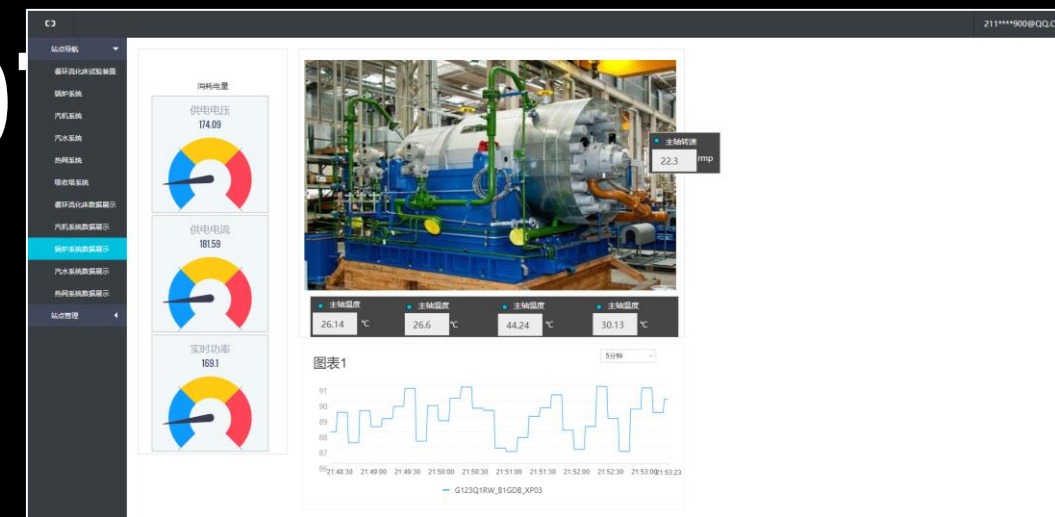 211****900@QQ.C
站点导航
循环流化床试验装置
锅炉系统
汽机系统
汽水系统
热网系统
吸收塔系统
循环流化床数据展示
汽机系统数据展示
锅炉系统数据展示
汽水系统数据展示
热网系统数据展示
站点管理
消耗电量
供电电压
174.09
供电电流
181.59
实时功率
169.1
主轴转速
22.3 rmp
主轴温度 主轴温度 主轴温度 主轴温度
26.14 ℃ 26.6 ℃ 44.24 ℃ 30.13 ℃
图表1
5分钟
91
90
89
88
87
86
21:48:30 21:49:00 21:49:30 21:50:00 21:50:30 21:51:00 21:51:30 21:52:00 21:52:30 21:53:00 21:53:23
G123Q1RW_81GDB_XP03